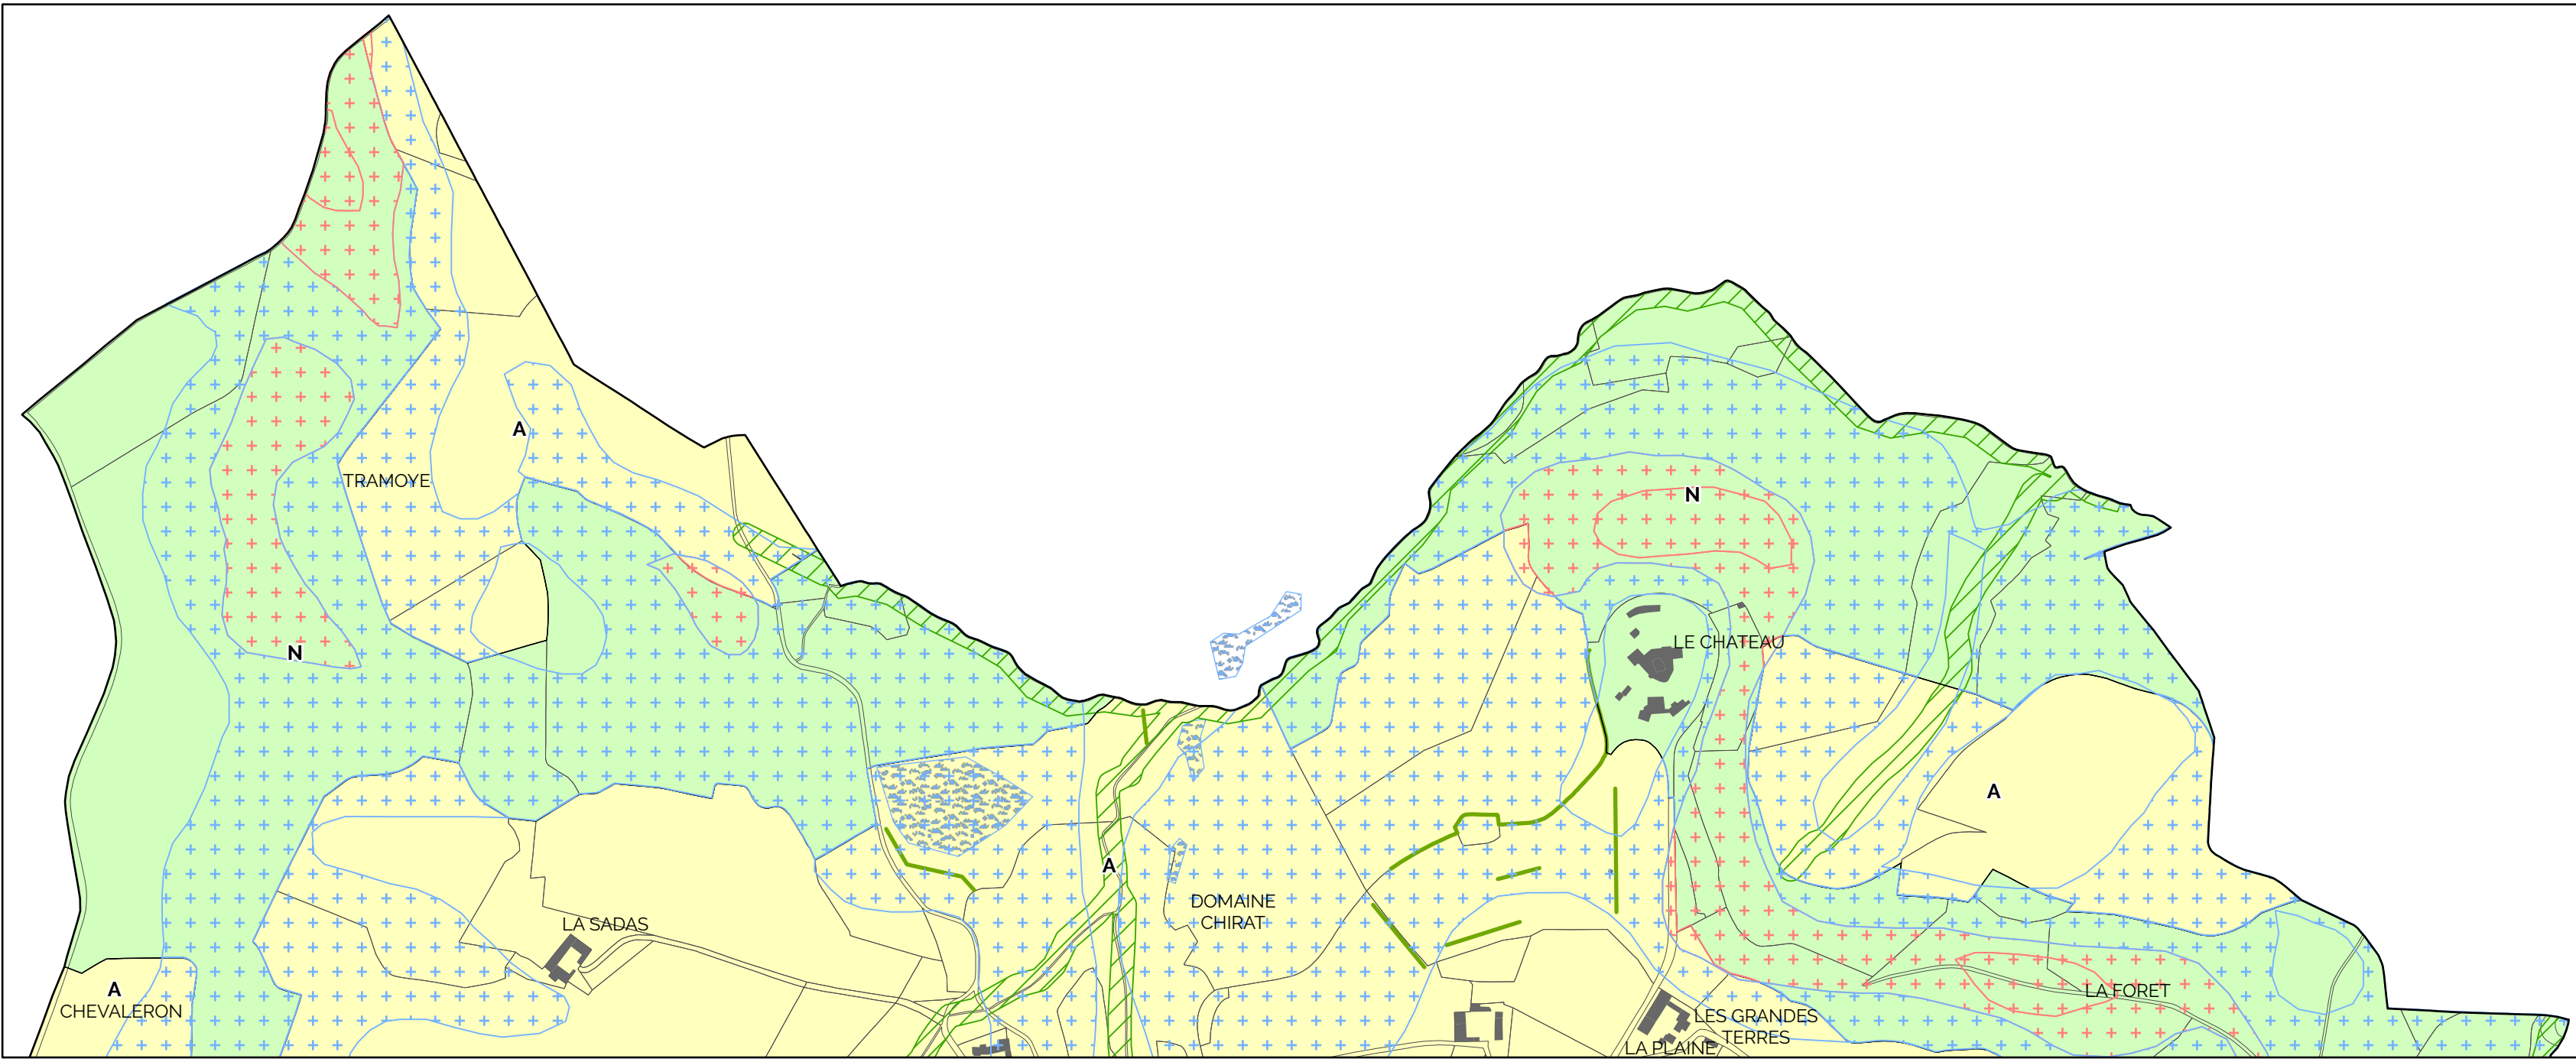 A
TRAMOYE
N
N
LE CHATEAU
A
A
DOMAINE
CHIRAT
LA SADAS
A
CHEVALERON
LA FORET
LES GRANDES
TERRES
LA PLAINE